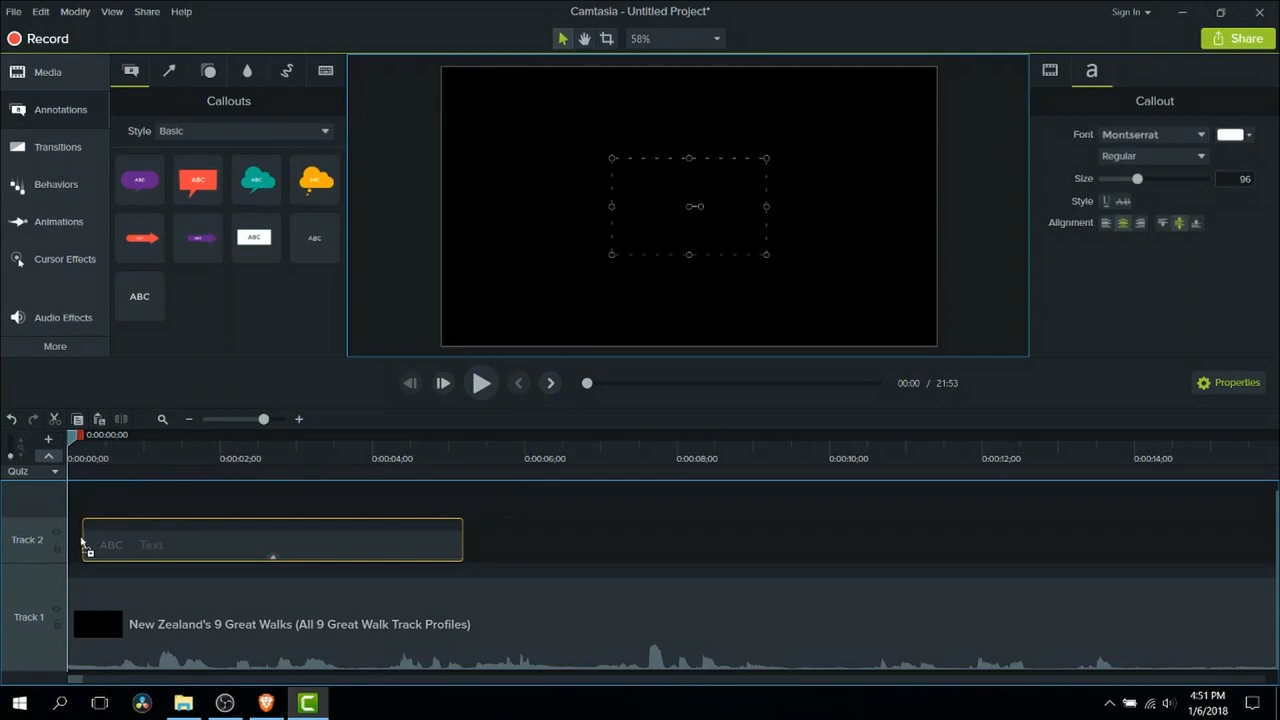 File Edit Modify View Share Help
Camtasia - Untitled Project*
Sign In
Record
58%
Share
Media
Annotations
Transitions
Behaviors
Animations
Cursor Effects
Audio Effects
More
Callouts
Style Basic
ABC ABC ABC ABC
ABC ABC
ABC
a
Callout
Font Montserrat
Regular
Size 96
Style U AB
Alignment
00:00 / 21:53
Properties
0:00:00;00
Quiz
0:00:00;00 0:00:02;00 0:00:04;00 0:00:06;00 0:00:08;00 0:00:10;00 0:00:12;00 0:00:14;00
Track 2
ABC Text
Track 1
New Zealand's 9 Great Walks (All 9 Great Walk Track Profiles)
4:51 PM
1/6/2018